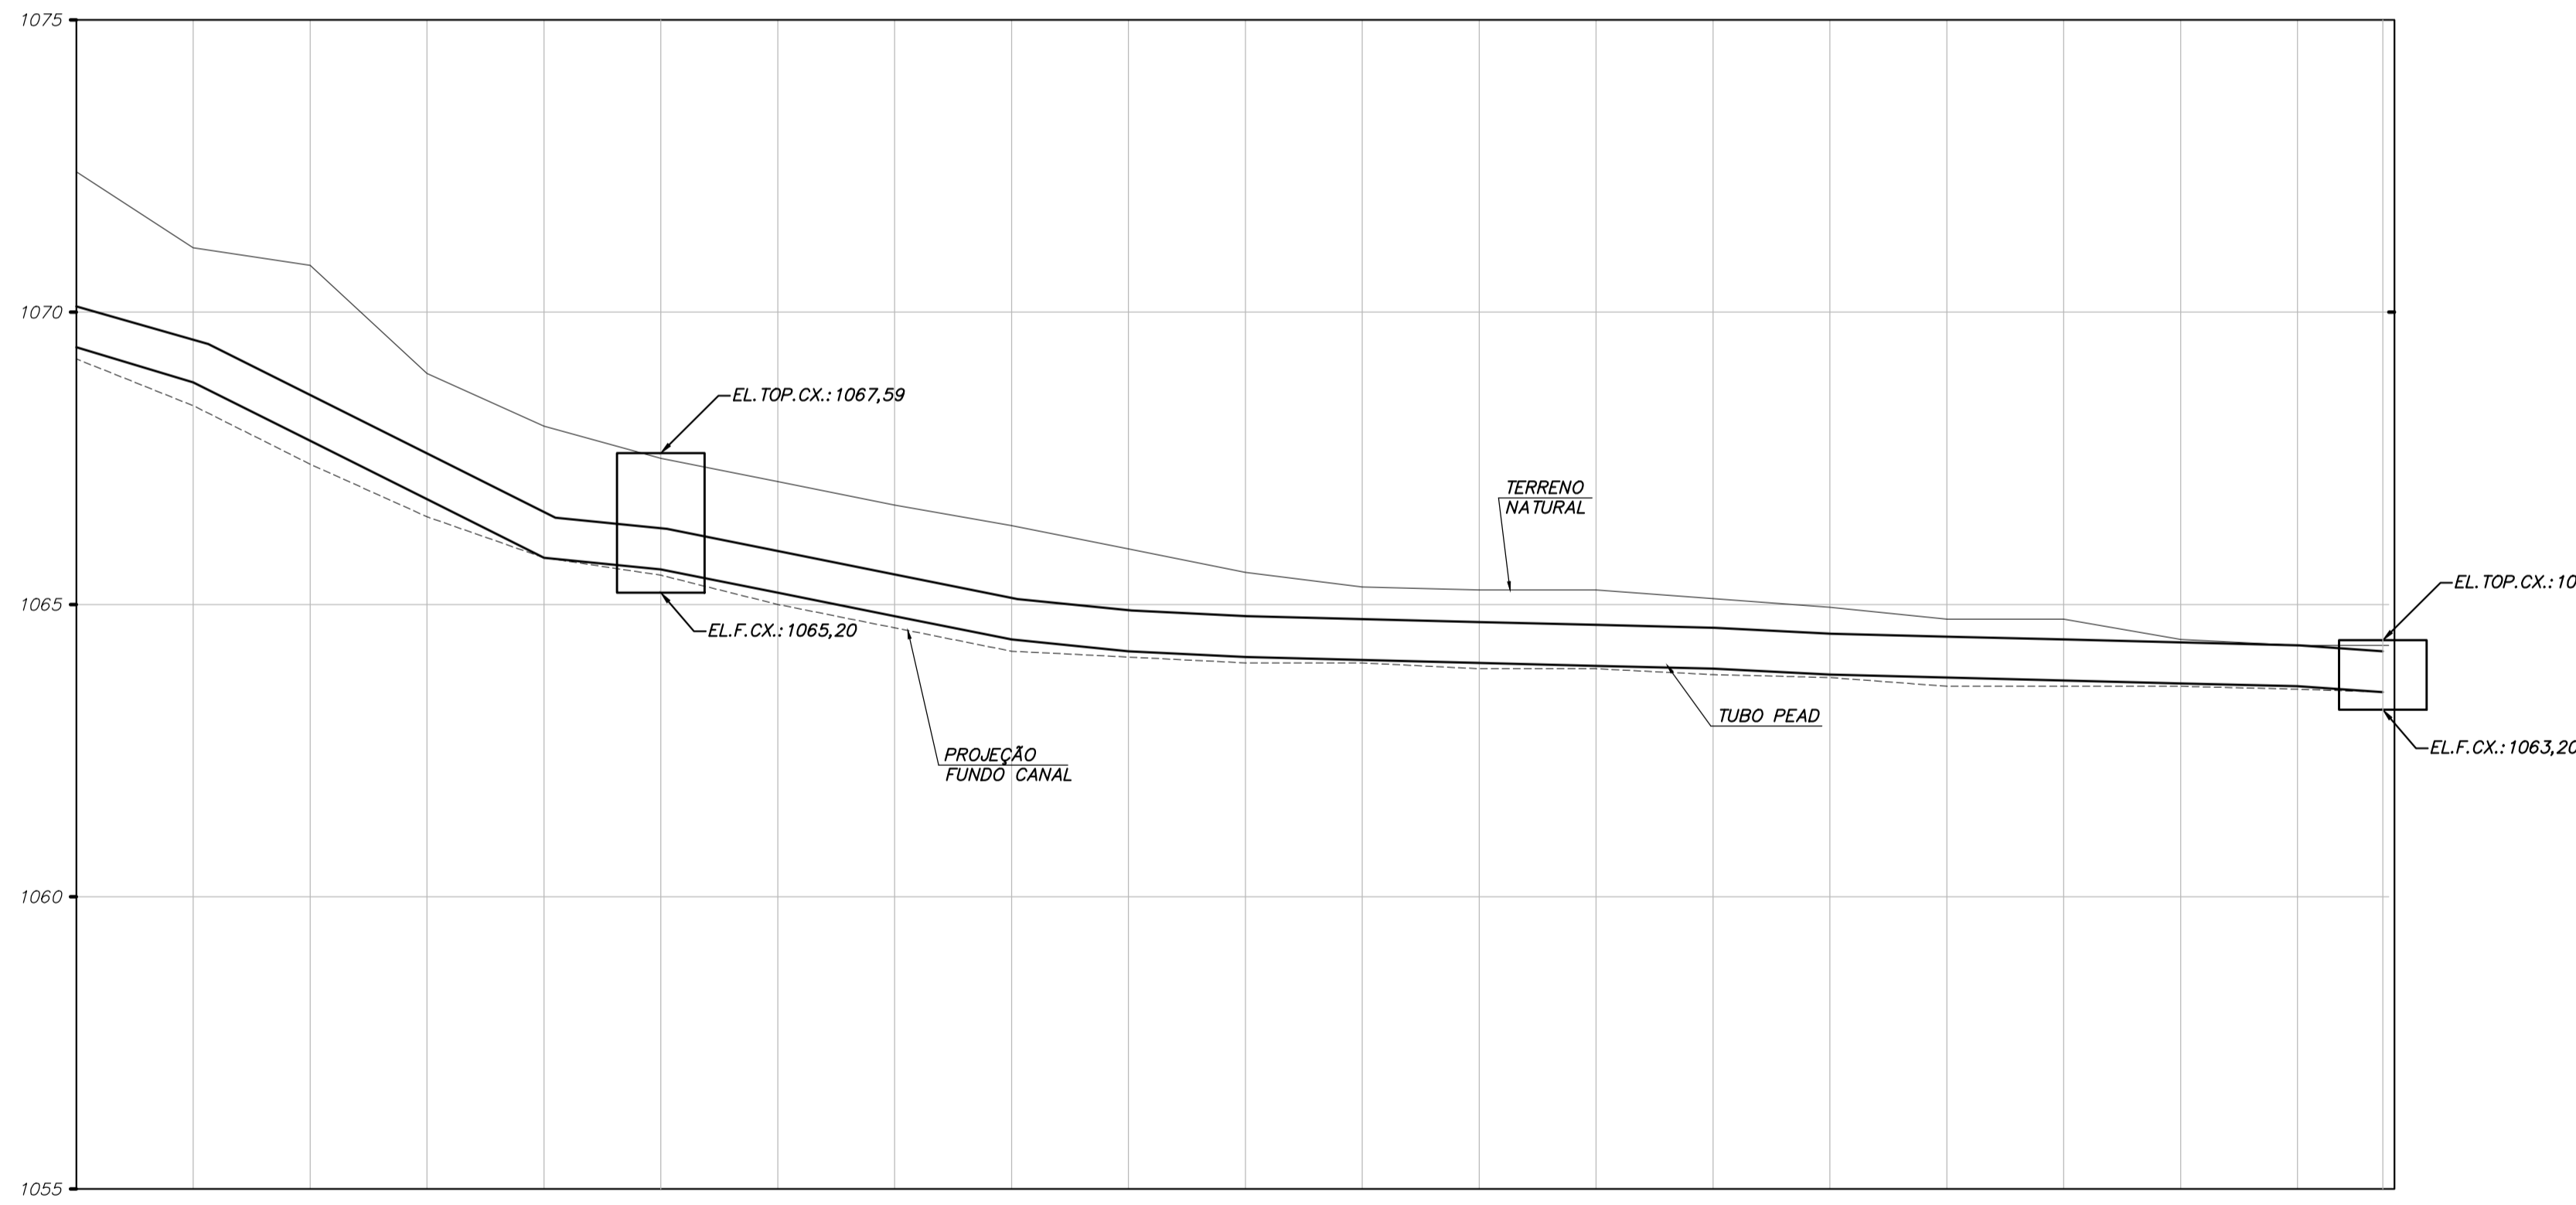 1075
1070
EL.TOP.CX.:1067,59
TERRENO
NATURAL
EL.TOP.CX.:10
1065
EL.F.CX.:1065,20
TUBO PEAD
PROJEÇÃO
FUNDO CANAL
EL.F.CX.:1063,20
1060
1055